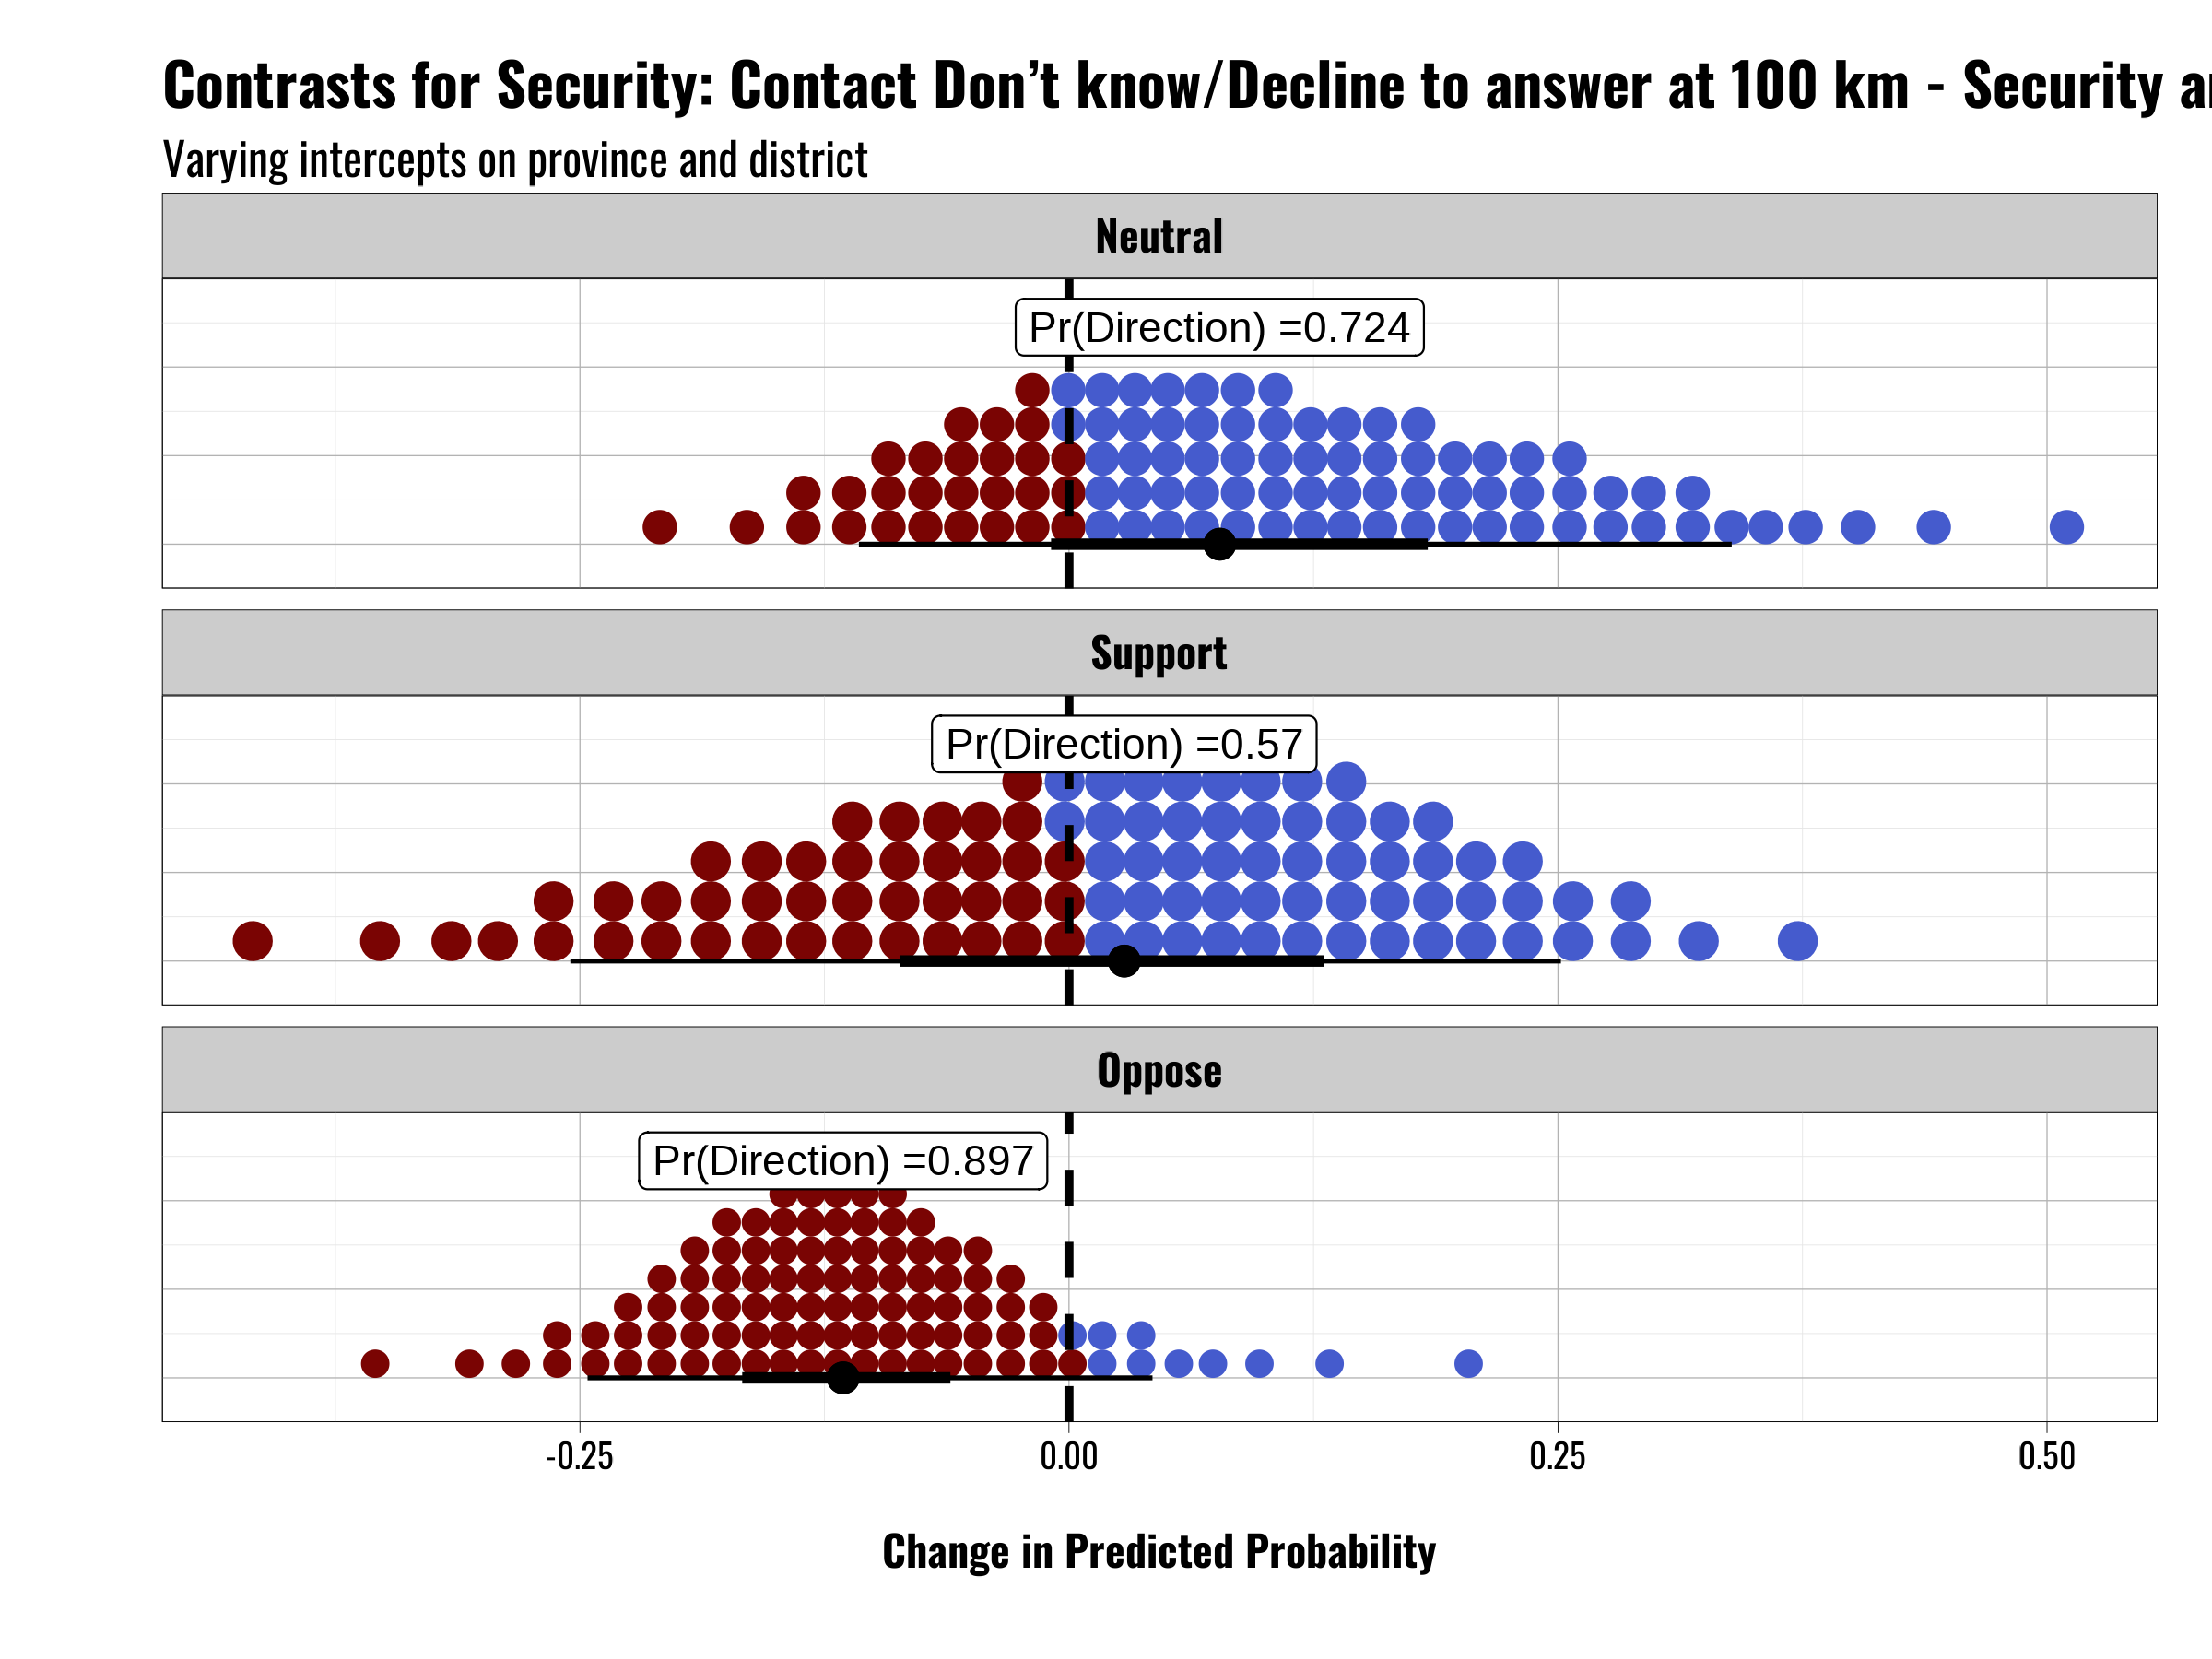 Contrasts for Security: Contact Don’t know/Decline to answer at 100 km - Security
Varying intercepts on province and district
Neutral
Pr(Direction) =0.724
Support
Pr(Direction) =0.57
Oppose
Pr(Direction) =0.897
-0.25 0.00 0.25 0.50
Change in Predicted Probability